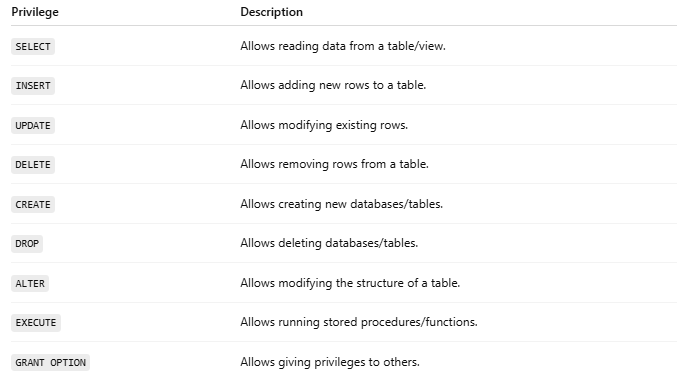 Privilege Description
SELECT Allows reading data from a table/view.
INSERT Allows adding new rows to a table.
UPDATE Allows modifying existing rows.
DELETE Allows removing rows from a table.
CREATE Allows creating new databases/tables.
DROP Allows deleting databases/tables.
ALTER Allows modifying the structure of a table.
EXECUTE Allows running stored procedures/functions.
GRANT OPTION Allows giving privileges to others.